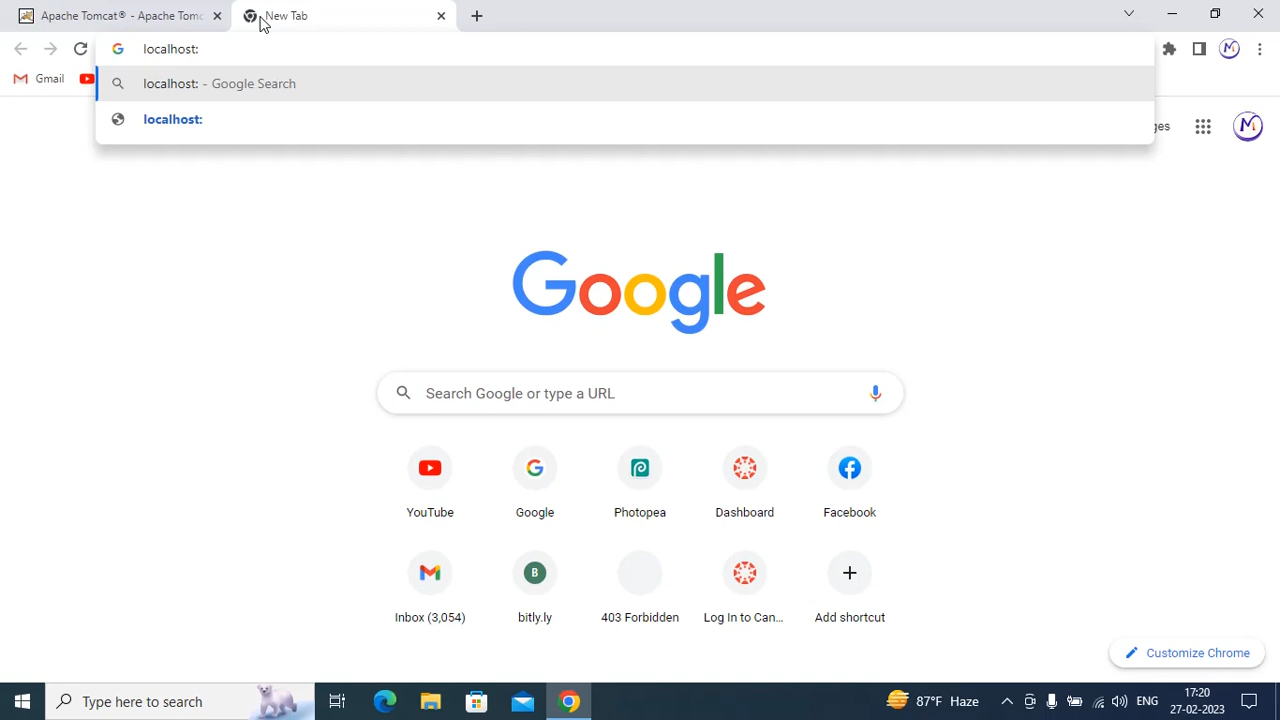 Apache Tomcat® - Apache Tomc
New Tab
localhost:
Gmail
localhost: - Google Search
localhost:
ges
Google
Search Google or type a URL
YouTube
Google
Photopea
Dashboard
Facebook
B
Inbox (3,054)
bitly.ly
403 Forbidden
Log In to Can...
Add shortcut
Customize Chrome
Type here to search
87°F Haze
ENG
17:20
27-02-2023